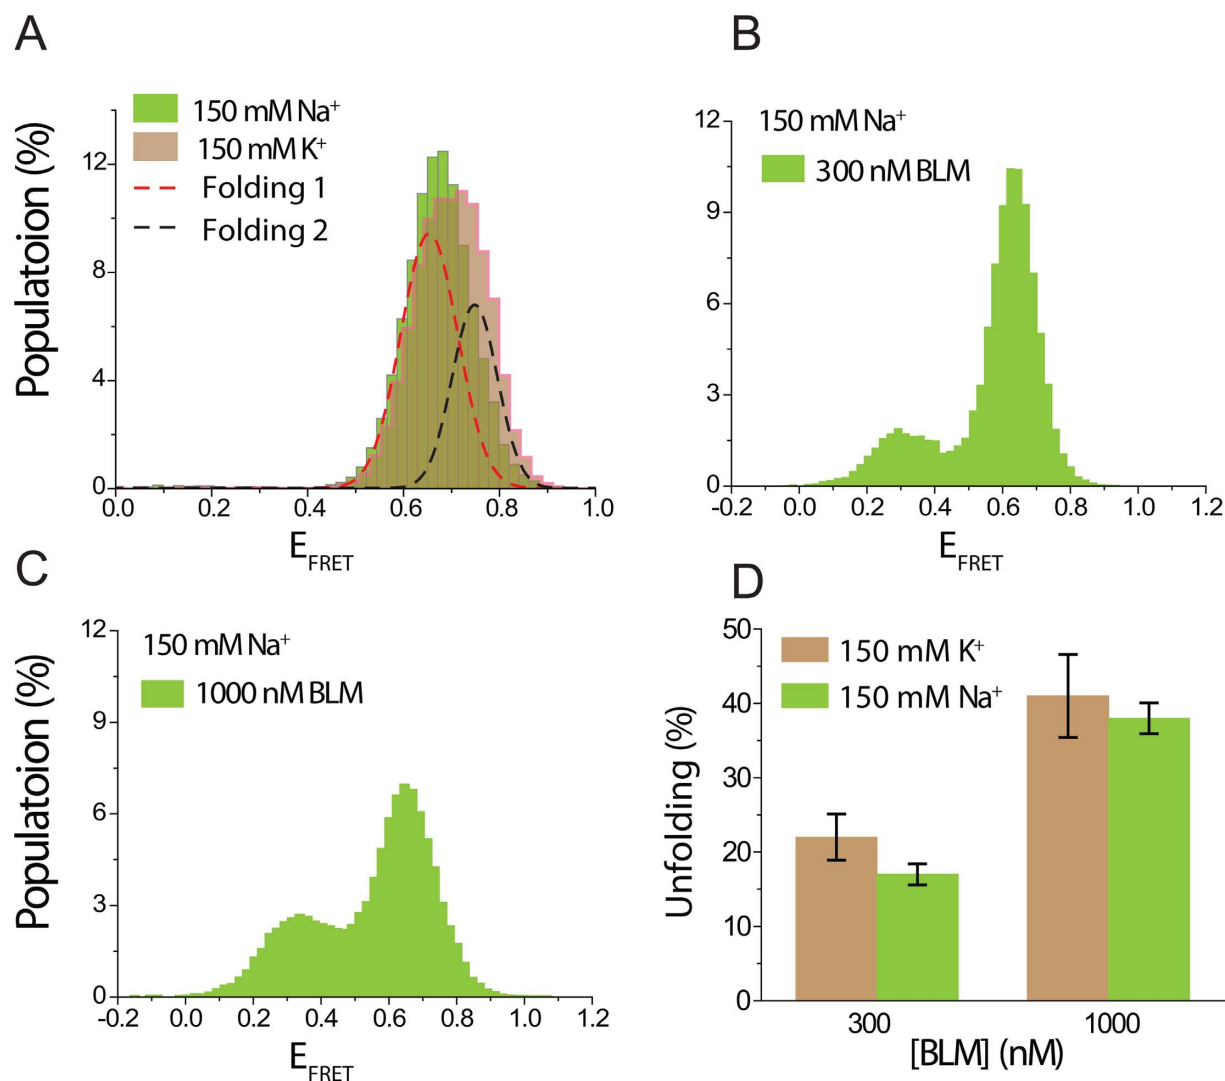 A
150 mM Na⁺
150 mM K⁺
Folding 1
Folding 2
Populatoion (%)
12
8
4
0
0.0 0.2 0.4 0.6 0.8 1.0
E_FRET
B
150 mM Na⁺
300 nM BLM
12
9
6
3
0
-0.2 0.0 0.2 0.4 0.6 0.8 1.0 1.2
E_FRET
C
150 mM Na⁺
1000 nM BLM
Populatoion (%)
12
9
6
3
0
-0.2 0.0 0.2 0.4 0.6 0.8 1.0 1.2
E_FRET
D
150 mM K⁺
150 mM Na⁺
Unfolding (%)
50
40
30
20
10
0
300 1000
[BLM] (nM)